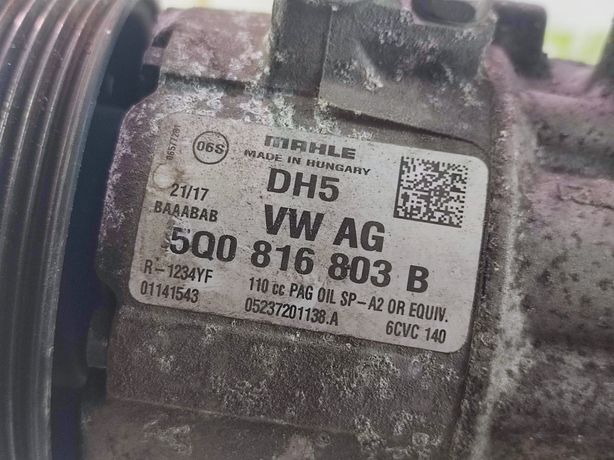 06S
MAHLE
MADE IN HUNGARY
DH5
21/17
BAAABAB
VW AG
5Q0 816 803 B
R-1234YF
110 cc PAG OIL SP-A2 OR EQUIV.
01141543
05237201138.A
6CVC 140